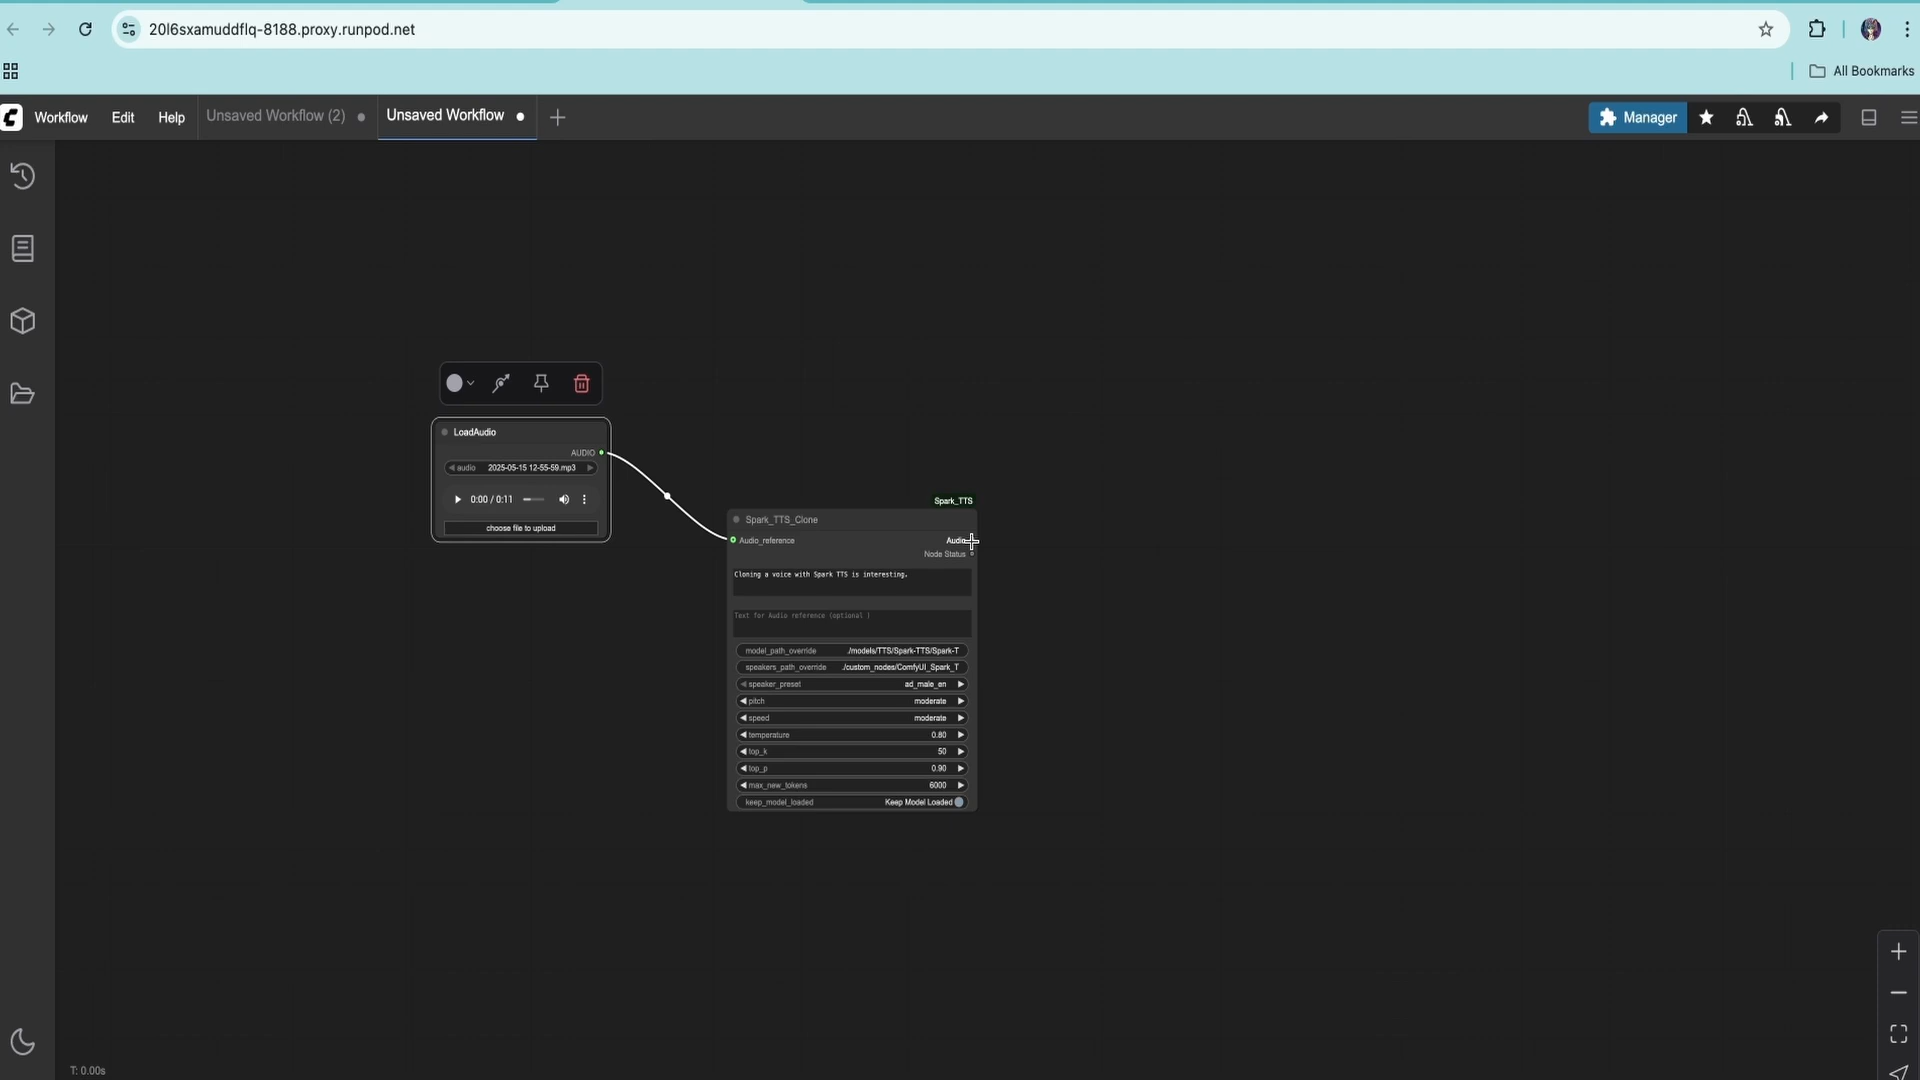 20l6sxamuddflq-8188.proxy.runpod.net
All Bookmarks
Workflow Edit Help Unsaved Workflow (2) Unsaved Workflow Manager
LoadAudio
AUDIO
audio 2025-05-15 12-55-59.mp3
0:00 / 0:11
choose file to upload
Spark_TTS
Spark_TTS_Clone
Audio_reference Audio
Node Status
Cloning a voice with Spark TTS is interesting.
Text for Audio reference (optional )
model_path_override ./models/TTS/Spark-TTS/Spark-T
speakers_path_override ./custom_nodes/ComfyUI_Spark_T
speaker_preset ad_male_en
pitch moderate
speed moderate
temperature 0.80
top_k 50
top_p 0.90
max_new_tokens 6000
keep_model_loaded Keep Model Loaded
T: 0.00s